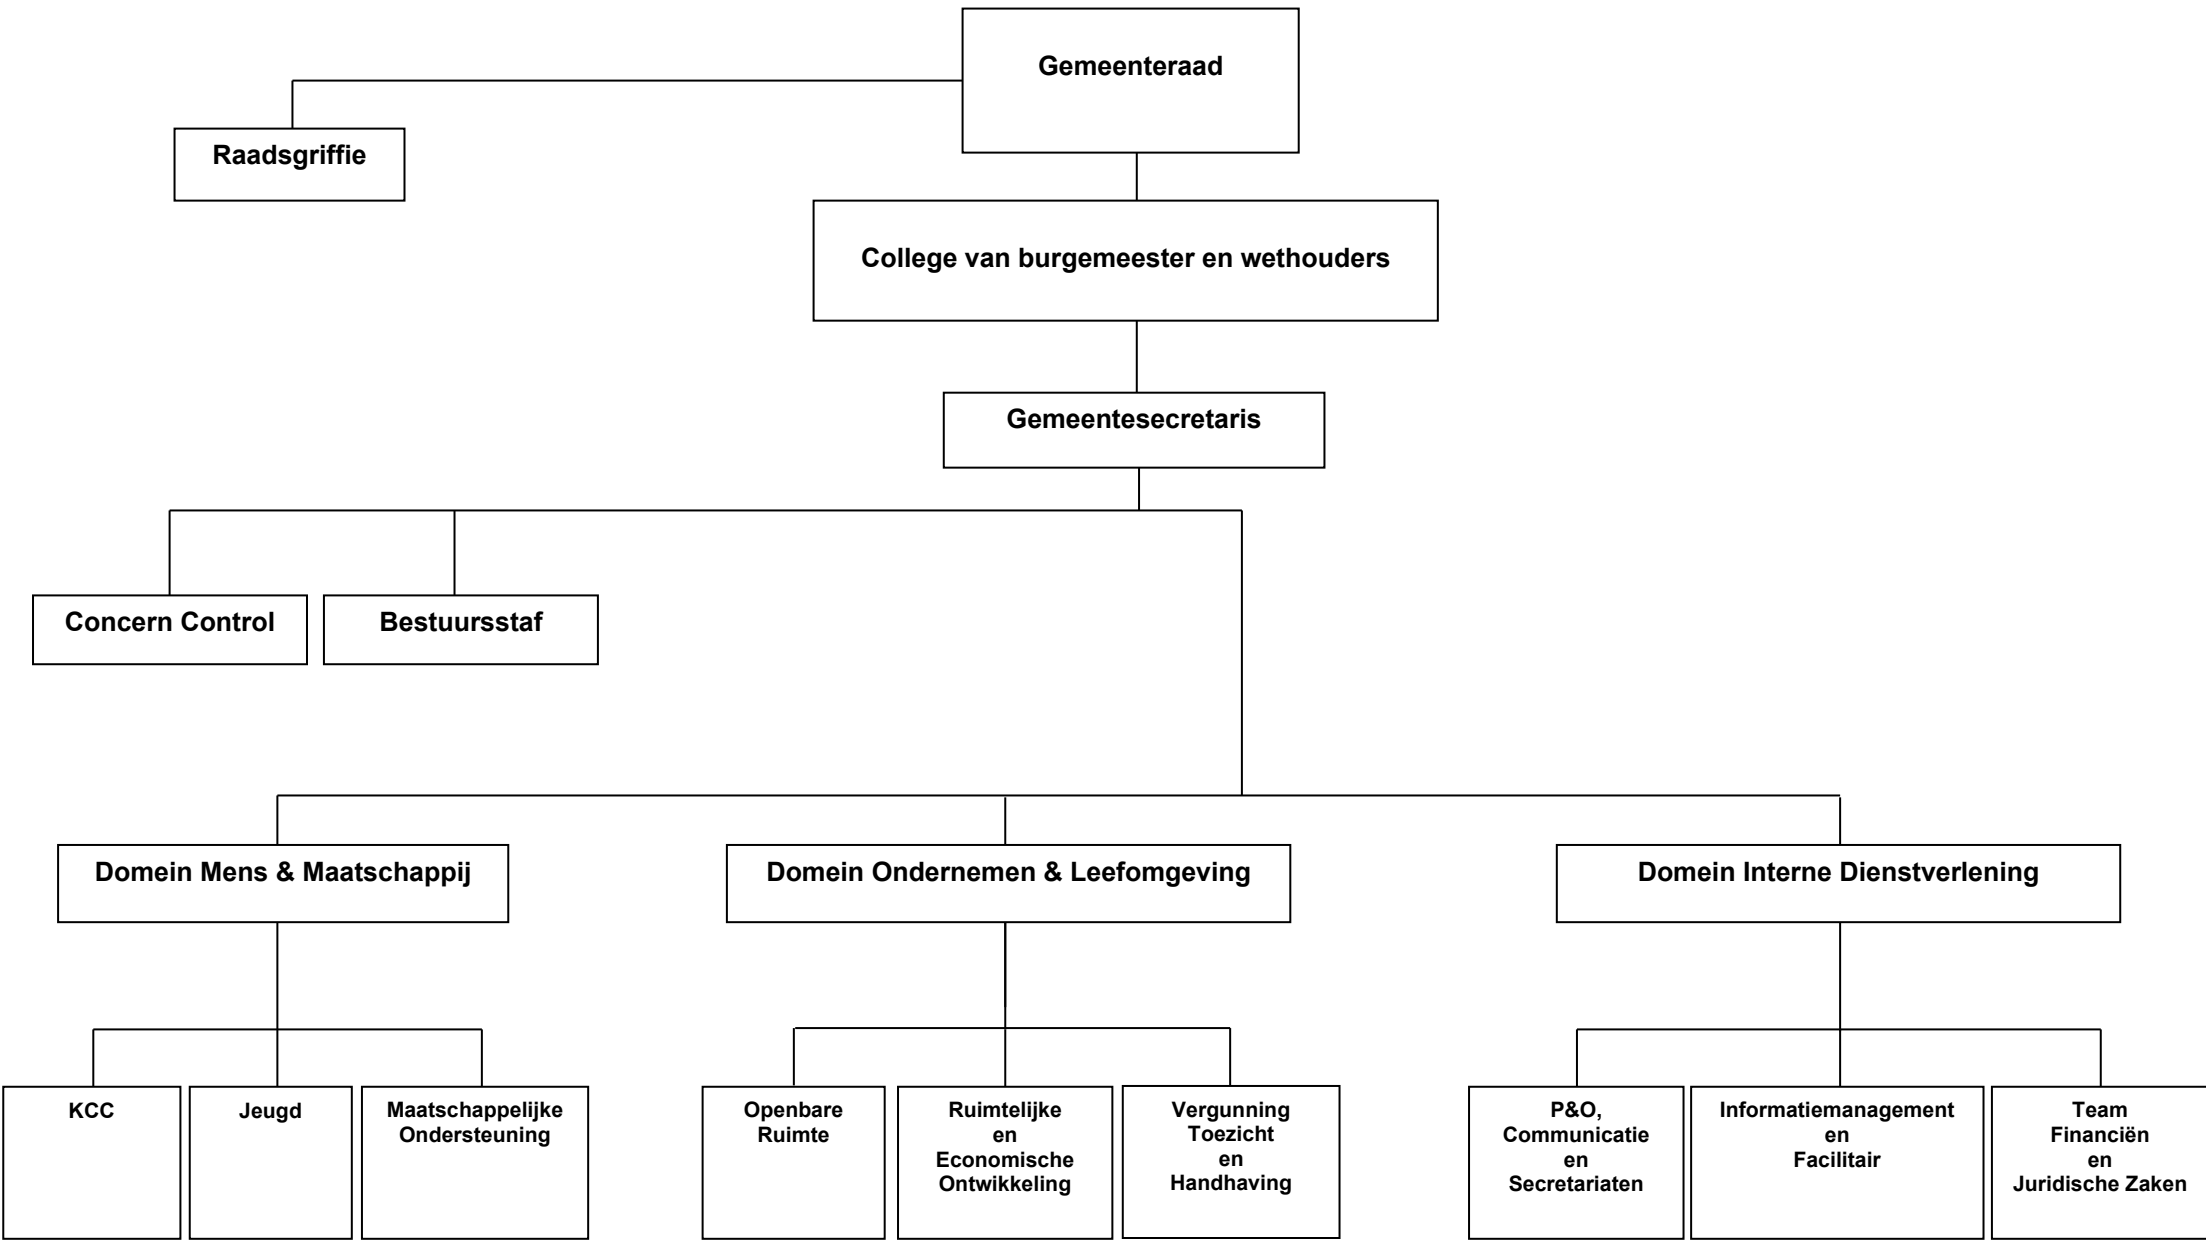 Gemeenteraad
Raadsgriffie
College van burgemeester en wethouders
Gemeentesecretaris
Concern Control
Bestuursstaf
Domein Mens & Maatschappij
Domein Ondernemen & Leefomgeving
Domein Interne Dienstverlening
KCC
Jeugd
Maatschappelijke
Ondersteuning
Openbare
Ruimte
Ruimtelijke
en
Economische
Ontwikkeling
Vergunning
Toezicht
en
Handhaving
P&O,
Communicatie
en
Secretariaten
Informatiemanagement
en
Facilitair
Team
Financiën
en
Juridische Zaken